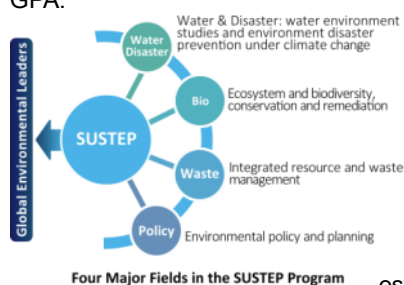 GPA.
Water & Disaster: water environment
studies and environment disaster
prevention under climate change
Water
Disaster
Ecosystem and biodiversity,
conservation and remediation
Bio
SUSTEP
Global Environmental Leaders
Integrated resource and waste
management
Waste
Policy
Environmental policy and planning
Four Major Fields in the SUSTEP Program
es